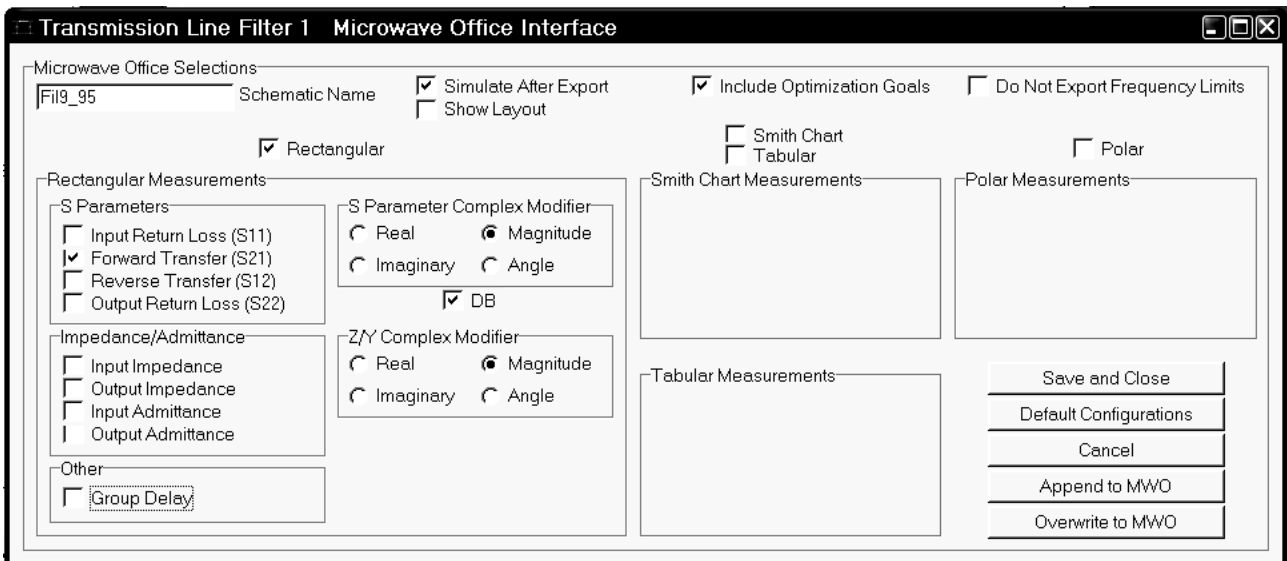 Transmission Line Filter 1 Microwave Office Interface
Microwave Office Selections
Fil9_95 Schematic Name
Simulate After Export
Show Layout
Include Optimization Goals
Do Not Export Frequency Limits
Rectangular
Smith Chart
Tabular
Polar
Rectangular Measurements
S Parameters
Input Return Loss (S11)
Forward Transfer (S21)
Reverse Transfer (S12)
Output Return Loss (S22)
S Parameter Complex Modifier
Real Magnitude
Imaginary Angle
DB
Impedance/Admittance
Input Impedance
Output Impedance
Input Admittance
Output Admittance
Z/Y Complex Modifier
Real Magnitude
Imaginary Angle
Other
Group Delay
Smith Chart Measurements
Polar Measurements
Tabular Measurements
Save and Close
Default Configurations
Cancel
Append to MWO
Overwrite to MWO